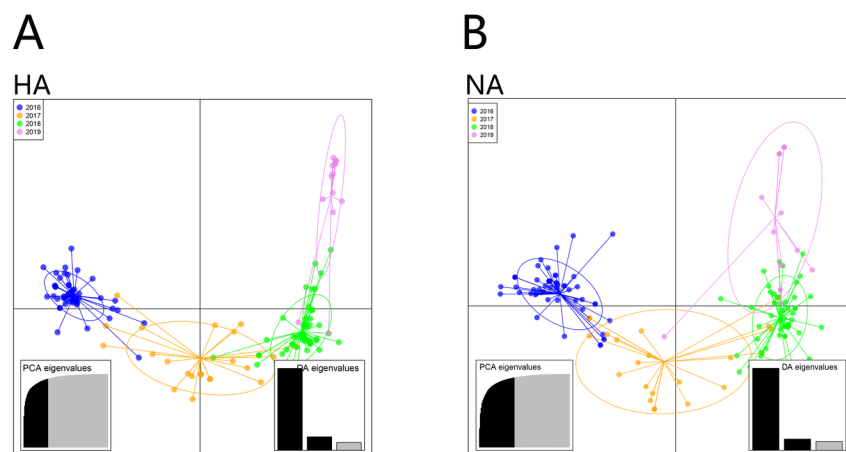 A
HA
2016
2017
2018
2019
PCA eigenvalues
DA eigenvalues
B
NA
2016
2017
2018
2019
PCA eigenvalues
DA eigenvalues